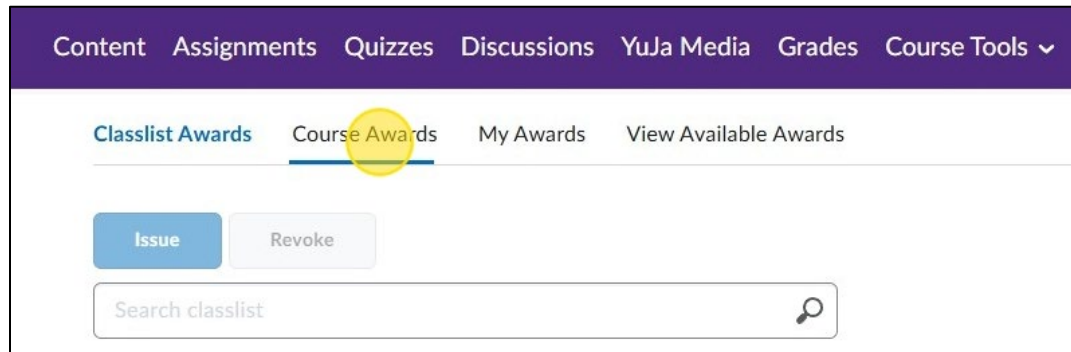 Content Assignments Quizzes Discussions YuJa Media Grades Course Tools
Classlist Awards Course Awards My Awards View Available Awards
Issue Revoke
Search classlist